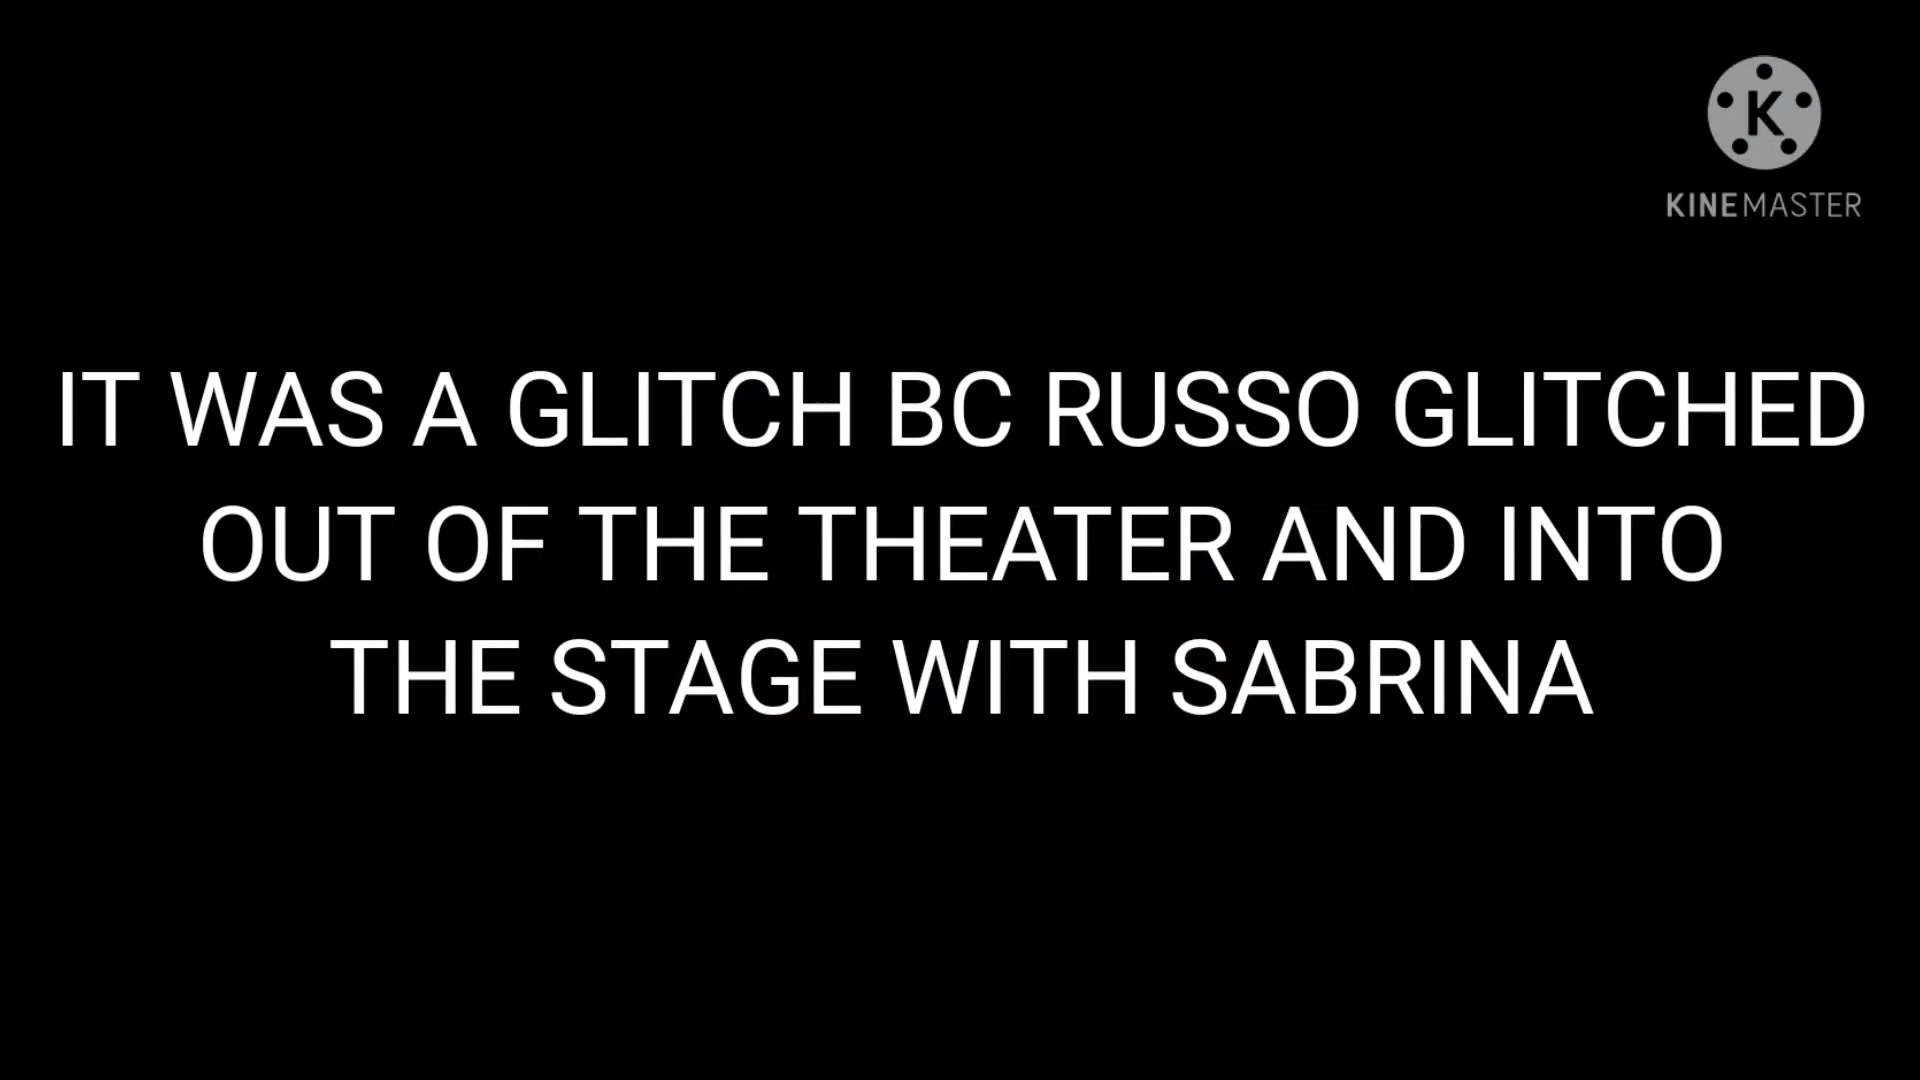 K
KINEMASTER
IT WAS A GLITCH BC RUSSO GLITCHED
OUT OF THE THEATER AND INTO
THE STAGE WITH SABRINA